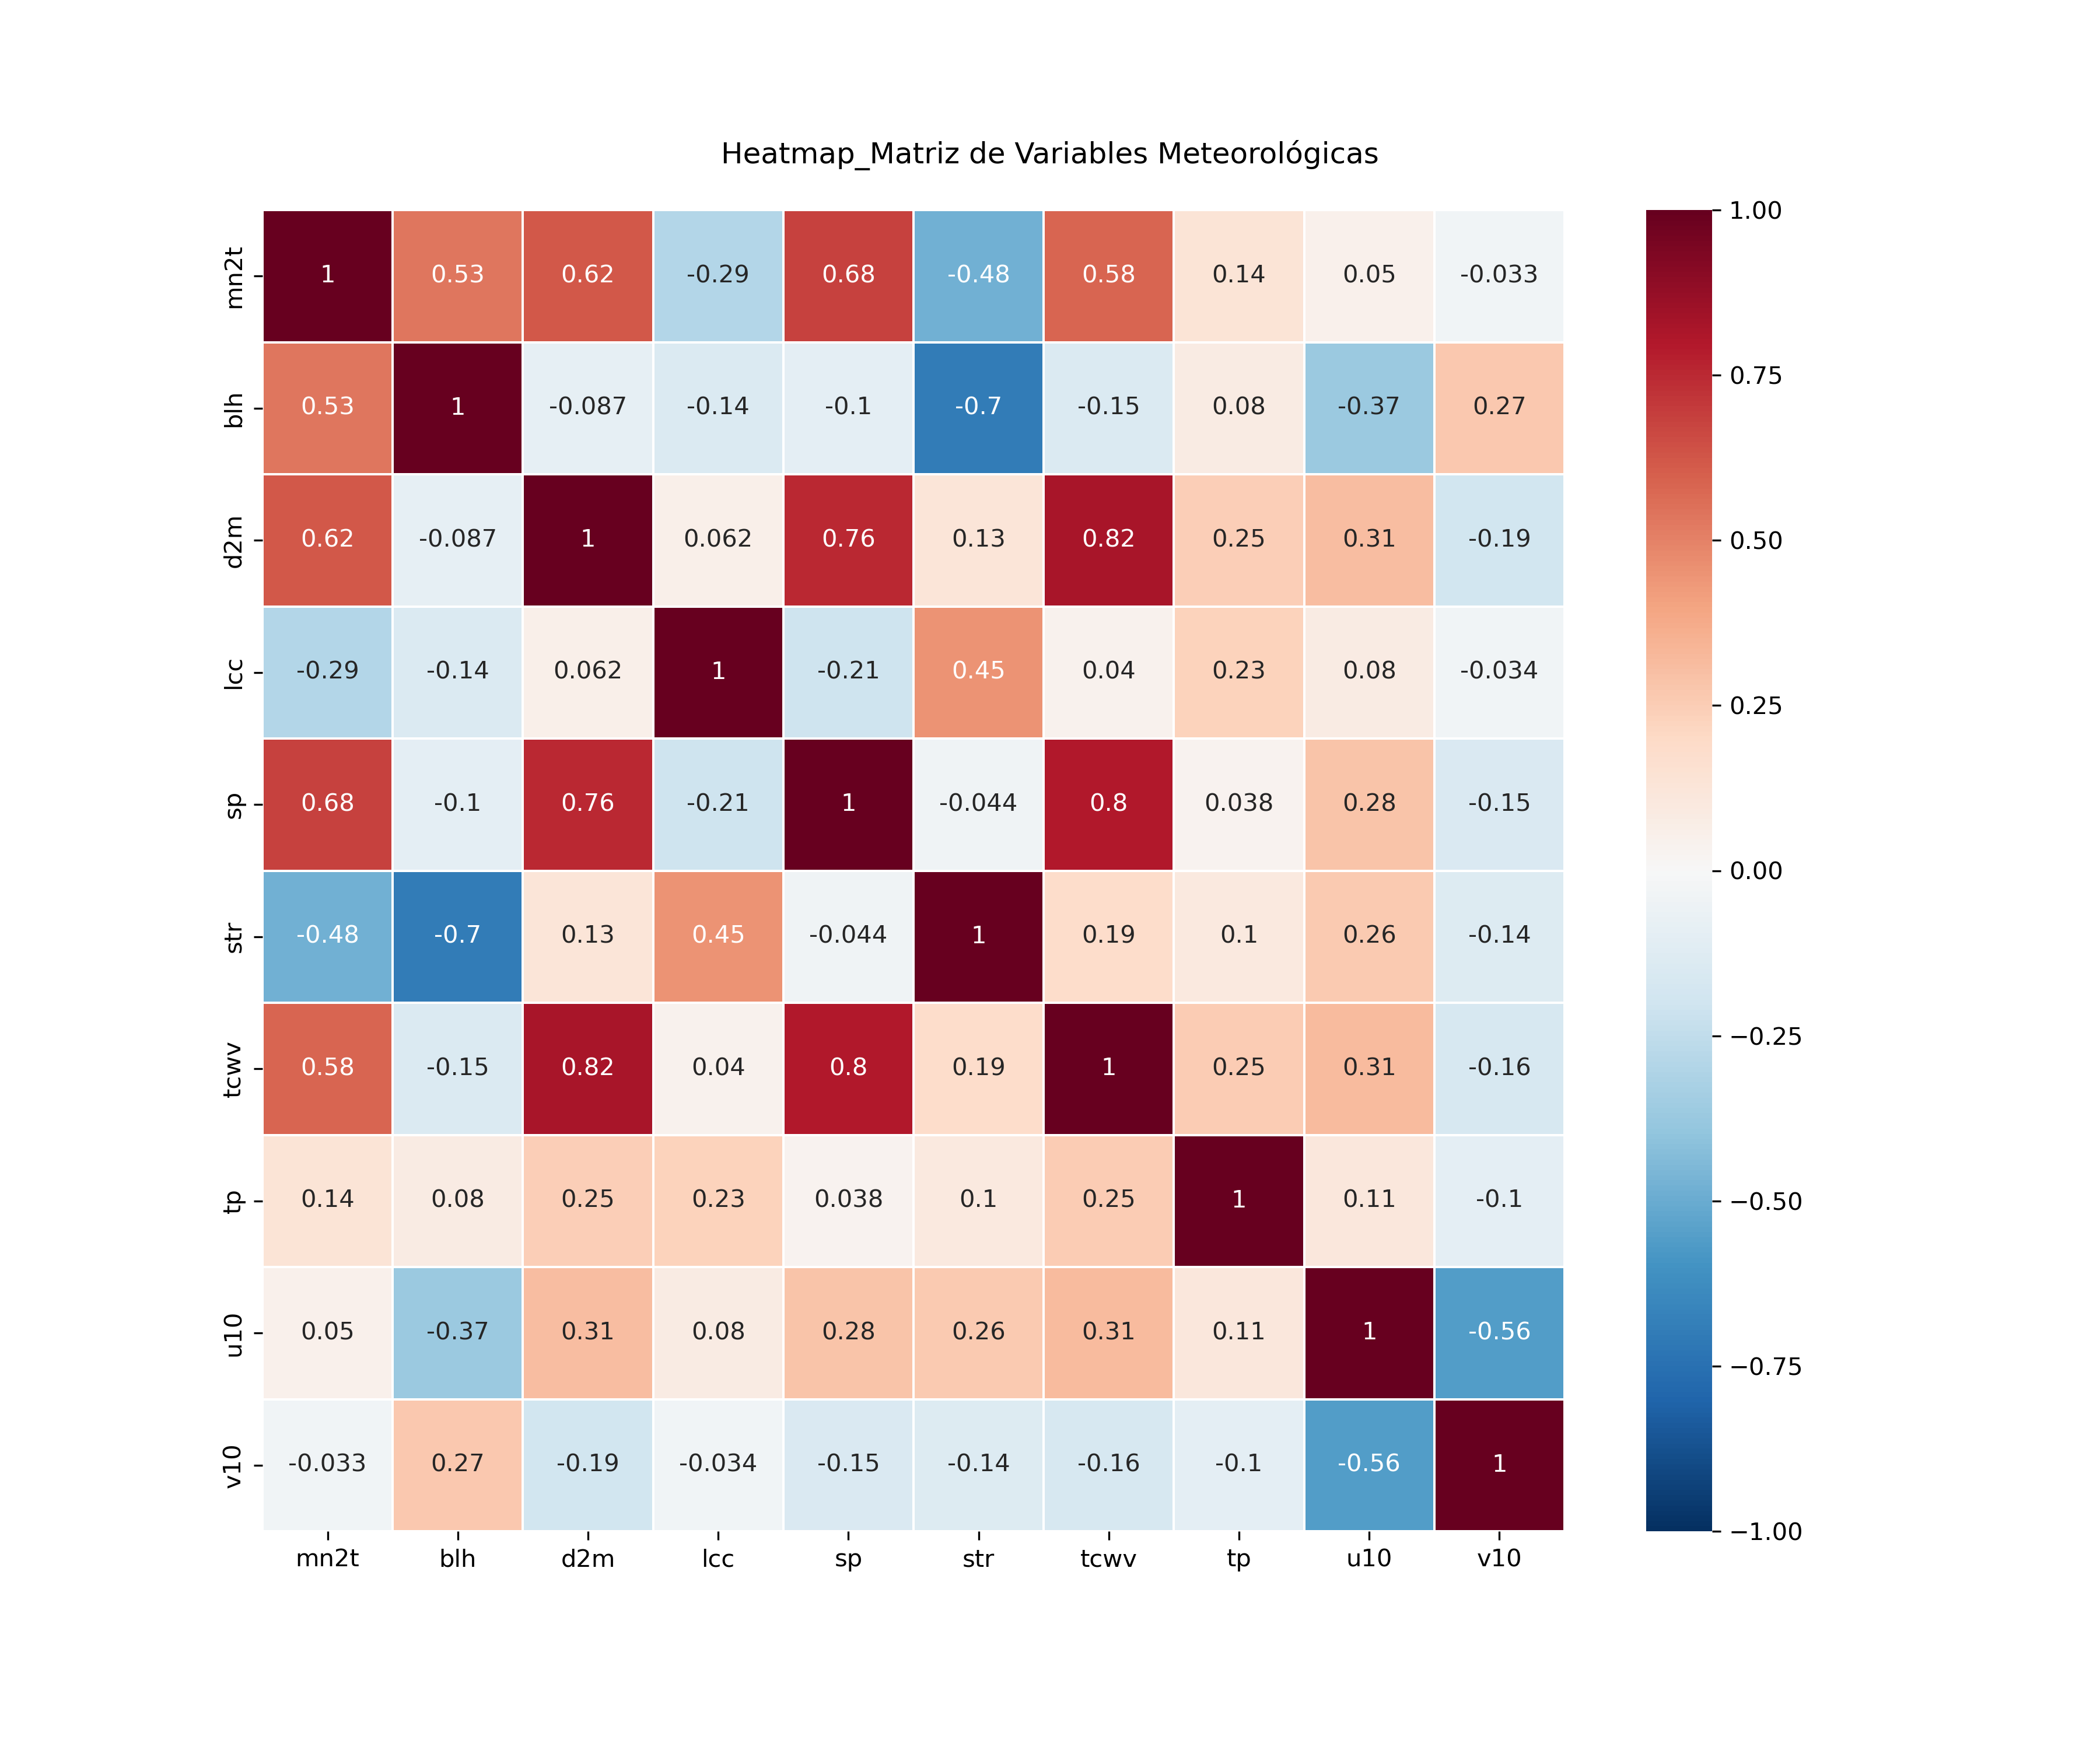 Heatmap_Matriz de Variables Meteorológicas
mn2t 1 0.53 0.62 -0.29 0.68 -0.48 0.58 0.14 0.05 -0.033
blh 0.53 1 -0.087 -0.14 -0.1 -0.7 -0.15 0.08 -0.37 0.27
d2m 0.62 -0.087 1 0.062 0.76 0.13 0.82 0.25 0.31 -0.19
lcc -0.29 -0.14 0.062 1 -0.21 0.45 0.04 0.23 0.08 -0.034
sp 0.68 -0.1 0.76 -0.21 1 -0.044 0.8 0.038 0.28 -0.15
str -0.48 -0.7 0.13 0.45 -0.044 1 0.19 0.1 0.26 -0.14
tcwv 0.58 -0.15 0.82 0.04 0.8 0.19 1 0.25 0.31 -0.16
tp 0.14 0.08 0.25 0.23 0.038 0.1 0.25 1 0.11 -0.1
u10 0.05 -0.37 0.31 0.08 0.28 0.26 0.31 0.11 1 -0.56
v10 -0.033 0.27 -0.19 -0.034 -0.15 -0.14 -0.16 -0.1 -0.56 1
mn2t blh d2m lcc sp str tcwv tp u10 v10
1.00
0.75
0.50
0.25
0.00
−0.25
−0.50
−0.75
−1.00